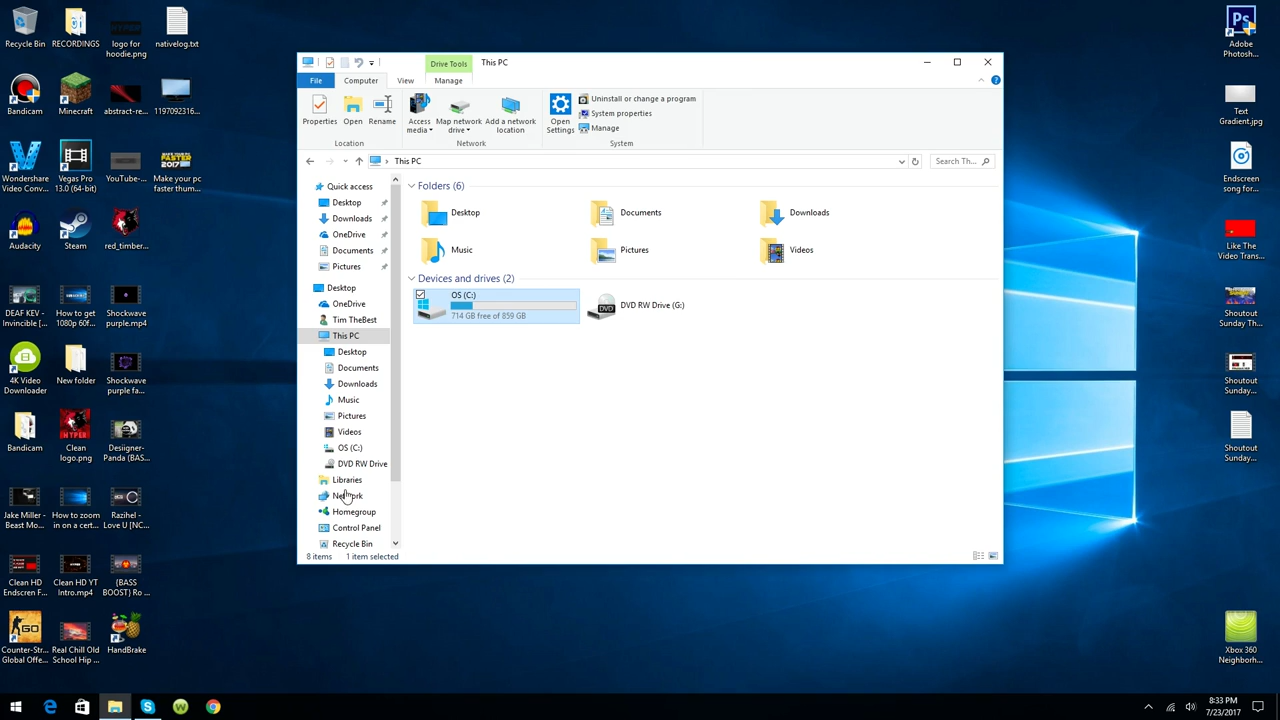 Recycle Bin
RECORDINGS
logo for
hoodie.png
nativelog.txt
Bandicam
Minecraft
abstract-re...
1197092316...
Wondershare
Video Conv...
Vegas Pro
13.0 (64-bit)
YouTube-...
Make your pc
faster thum...
Audacity
Steam
red_timber...
DEAF KEV -
Invincible [...
How to get
1080p 60f...
Shockwave
purple.mp4
4K Video
Downloader
New folder
Shockwave
purple fa...
Bandicam
Clean
logo.png
Desiigner-
Panda (BAS...
Jake Miller -
Beast Mo...
How to zoom
in on a cert...
Razihel -
Love U [NC...
Clean HD
Endscren F...
Clean HD YT
Intro.mp4
(BASS
BOOST) Ro ...
Counter-Str...
Global Offe...
Real Chill Old
School Hip ...
HandBrake
Drive Tools
This PC
File
Computer
View
Manage
Properties
Open
Rename
Access
media
Map network
drive
Add a network
location
Open
Settings
Uninstall or change a program
System properties
Manage
Location
Network
System
This PC
Search Th...
Quick access
Desktop
Downloads
OneDrive
Documents
Pictures
Desktop
OneDrive
Tim TheBest
This PC
Desktop
Documents
Downloads
Music
Pictures
Videos
OS (C:)
DVD RW Drive
Libraries
Network
Homegroup
Control Panel
Recycle Bin
Folders (6)
Desktop
Documents
Downloads
Music
Pictures
Videos
Devices and drives (2)
OS (C:)
714 GB free of 859 GB
DVD
DVD RW Drive (G:)
8 items
1 item selected
Adobe
Photosh...
Text
Gradient.jpg
Endscreen
song for...
Like The
Video Trans...
Shoutout
Sunday Th...
Shoutout
Sunday...
Shoutout
Sunday...
Xbox 360
Neighborh...
8:33 PM
7/23/2017